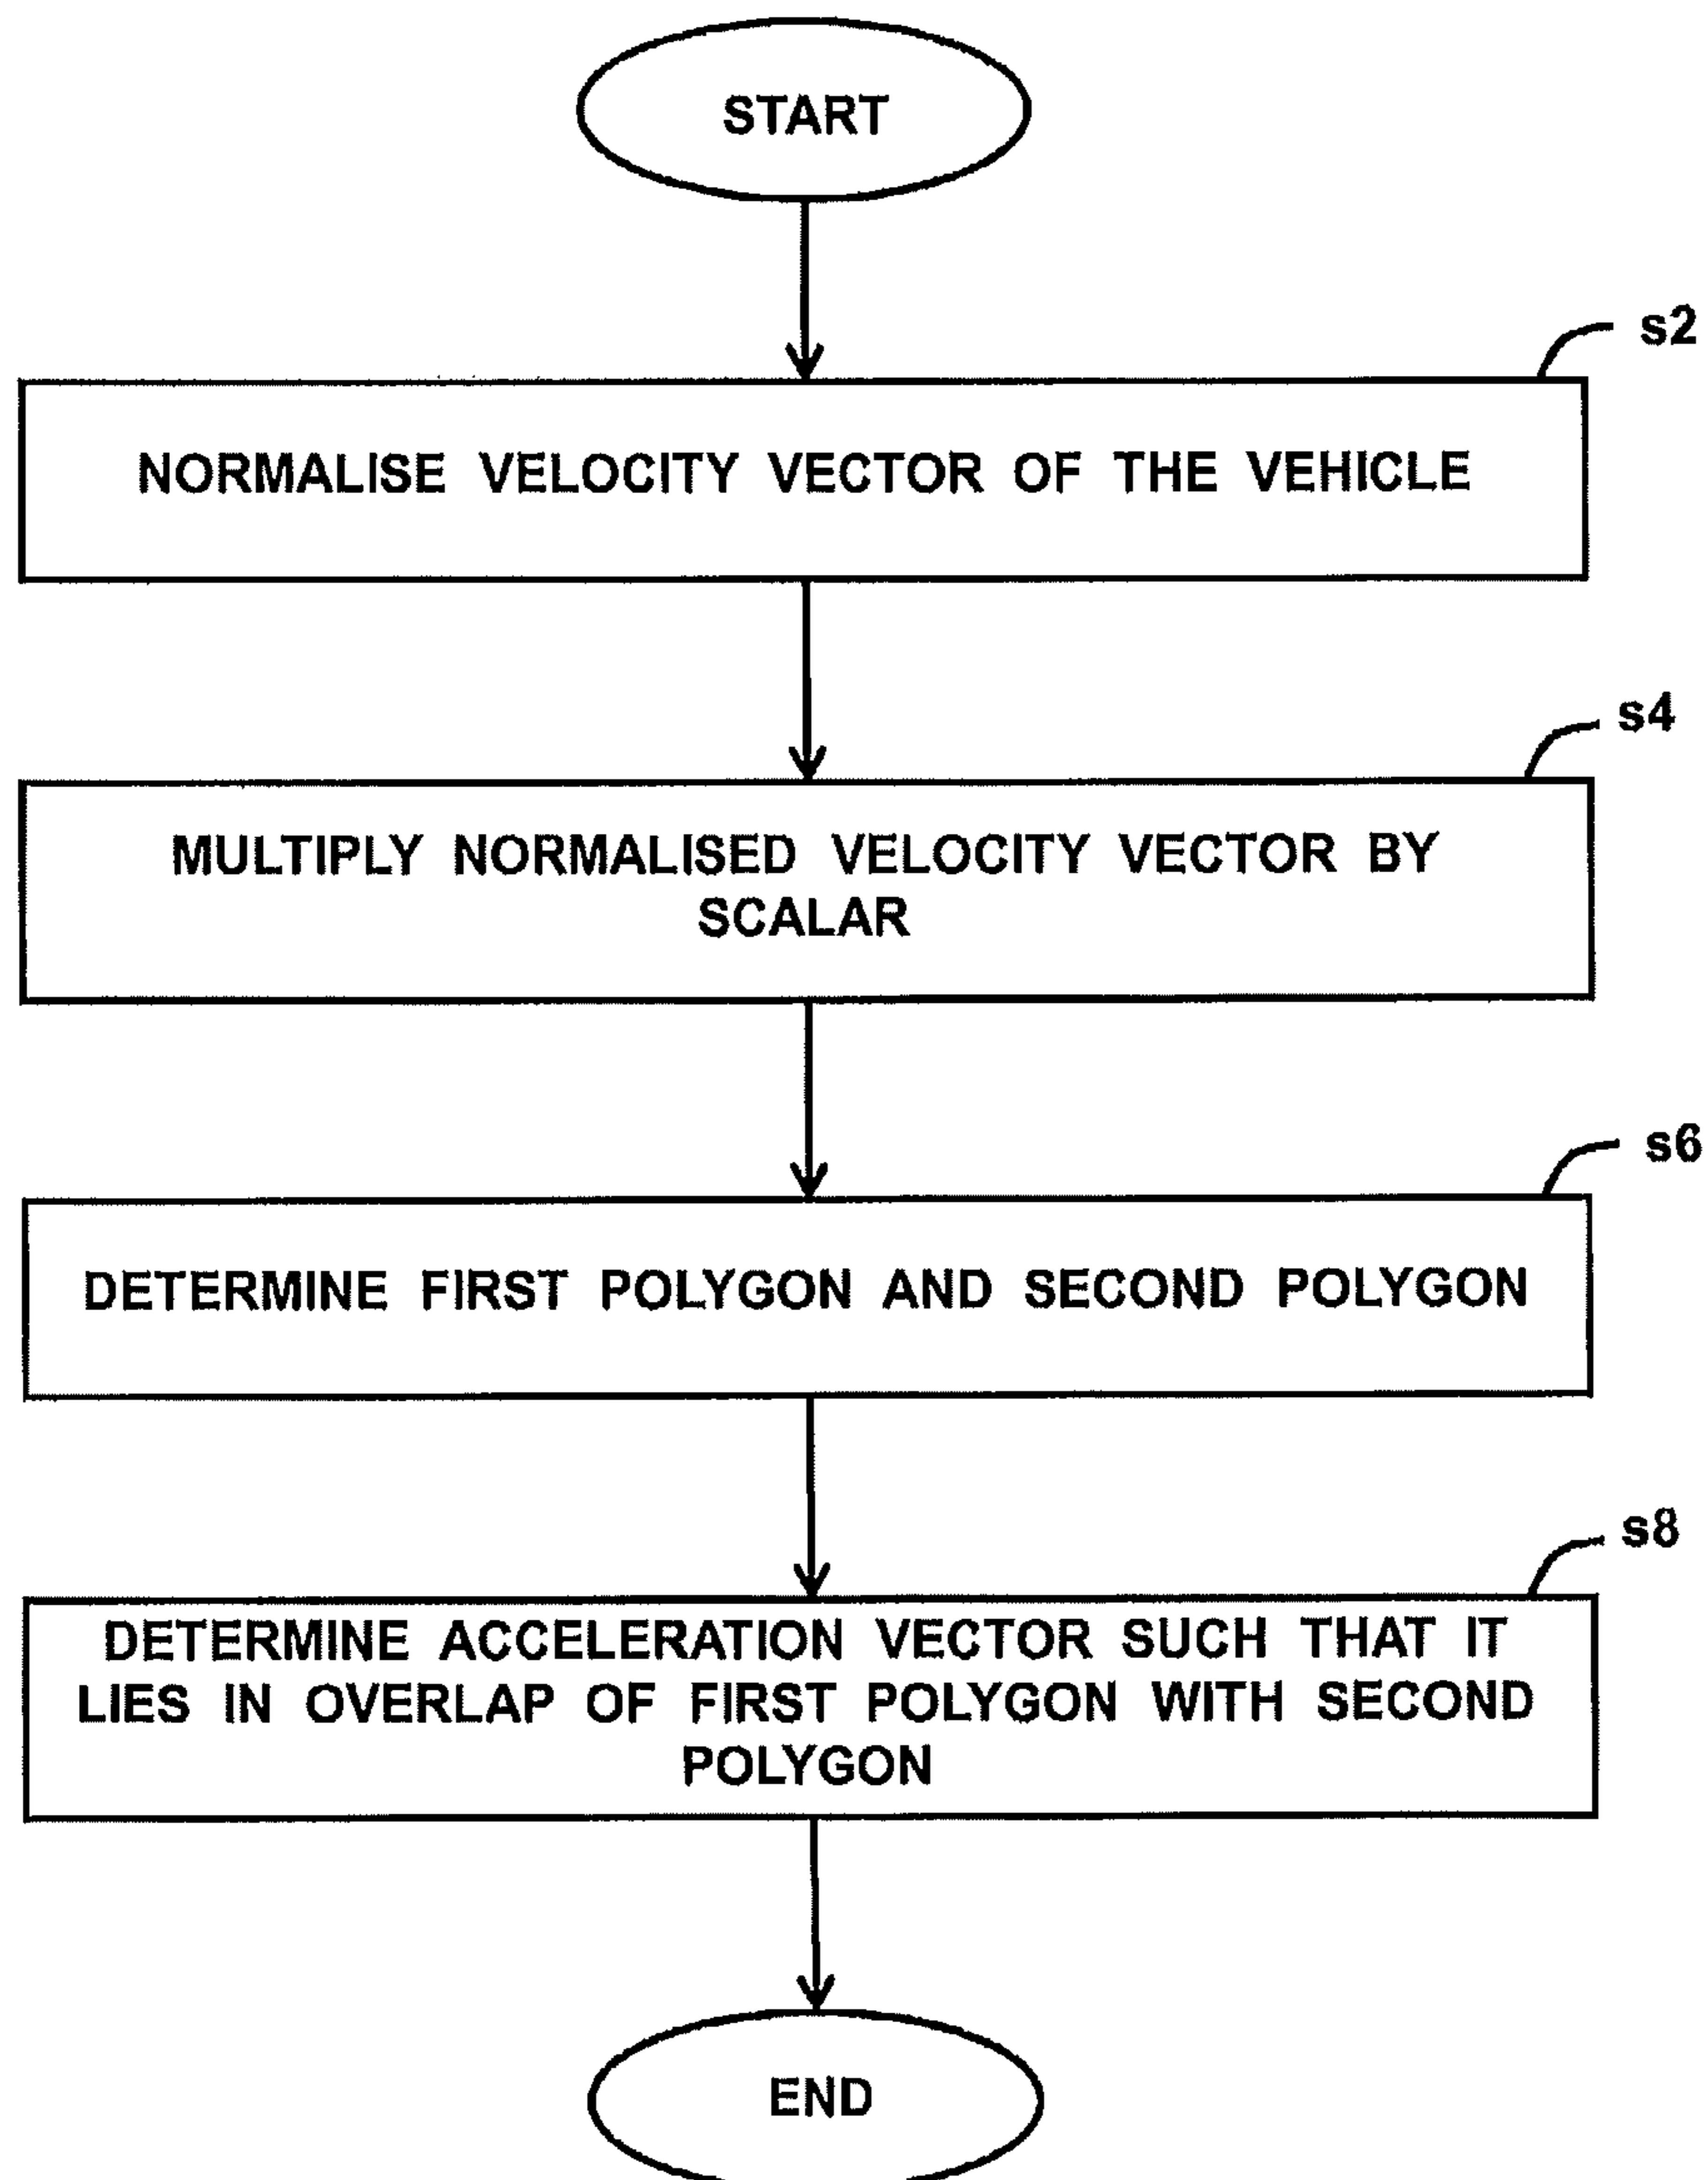 START
s2
NORMALISE VELOCITY VECTOR OF THE VEHICLE
s4
MULTIPLY NORMALISED VELOCITY VECTOR BY
SCALAR
s6
DETERMINE FIRST POLYGON AND SECOND POLYGON
s8
DETERMINE ACCELERATION VECTOR SUCH THAT IT
LIES IN OVERLAP OF FIRST POLYGON WITH SECOND
POLYGON
END